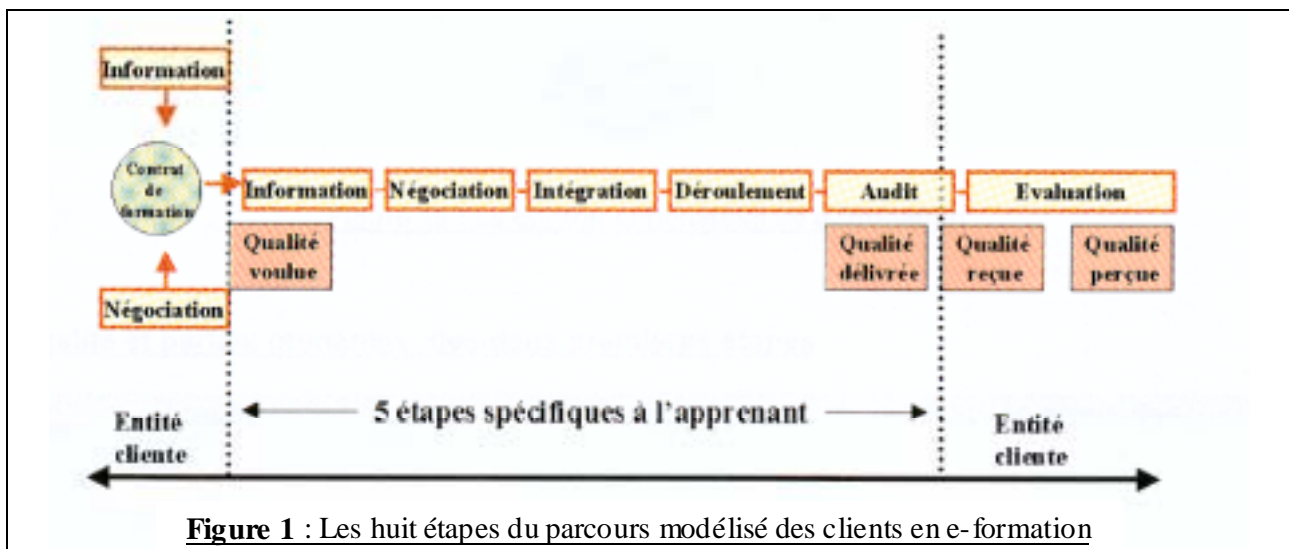 Information
Contrat
de
formation
Négociation
Information
Négociation
Intégration
Déroulement
Audit
Evaluation
Qualité
voulue
Qualité
délivrée
Qualité
reçue
Qualité
perçue
5 étapes spécifiques à l'apprenant
Entité
cliente
Entité
cliente
Figure 1 : Les huit étapes du parcours modélisé des clients en e-formation